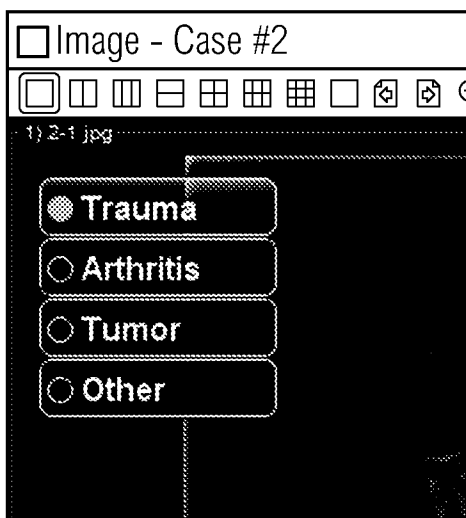 Image - Case #2
1) 2-1 jpg
Trauma
Arthritis
Tumor
Other